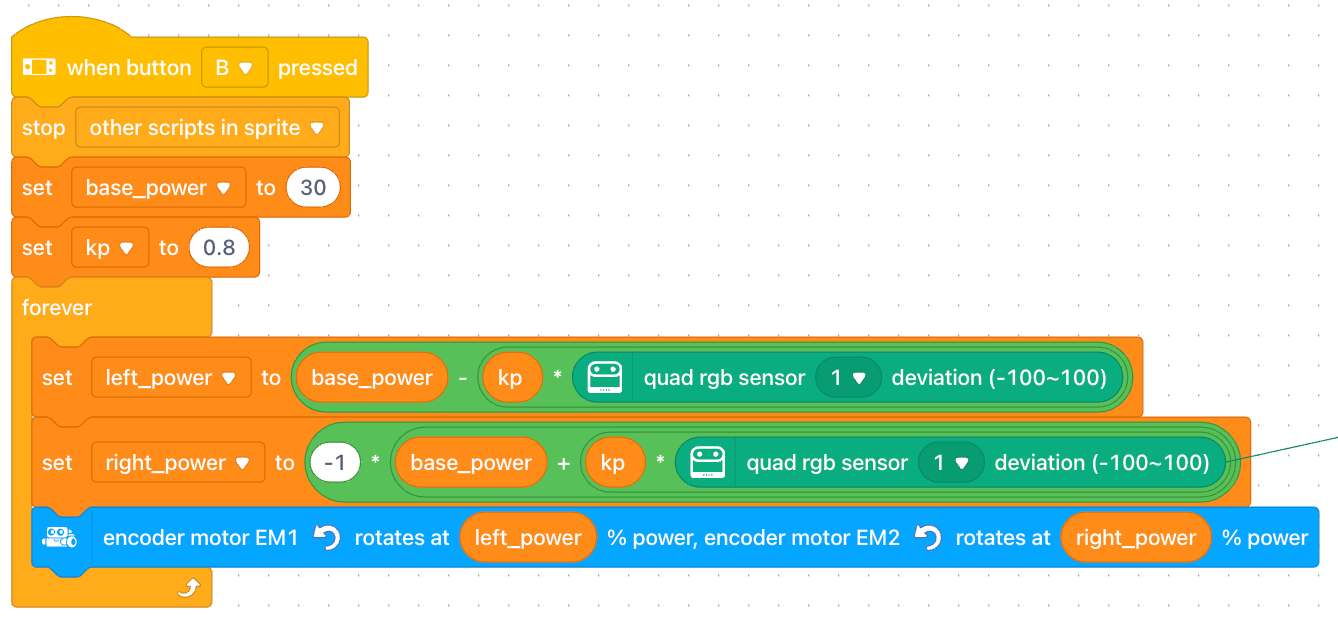 when button B pressed
stop other scripts in sprite
set base_power to 30
set kp to 0.8
forever
set left_power to base_power - kp * quad rgb sensor 1 deviation (-100~100)
set right_power to -1 * base_power + kp * quad rgb sensor 1 deviation (-100~100)
encoder motor EM1 rotates at left_power % power, encoder motor EM2 rotates at right_power % power